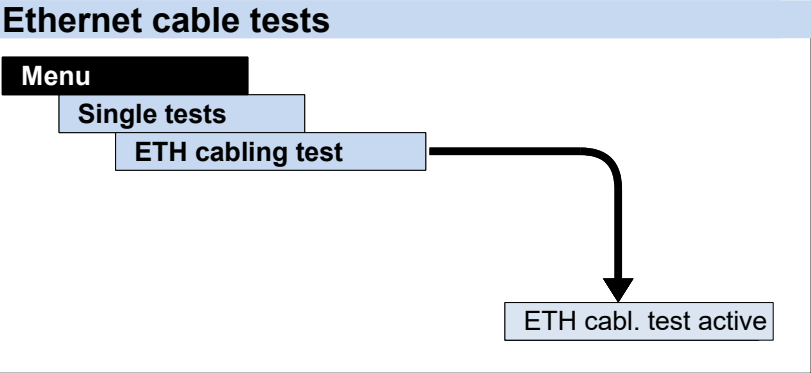 Ethernet cable tests
Menu
Single tests
ETH cabling test
ETH cabl. test active